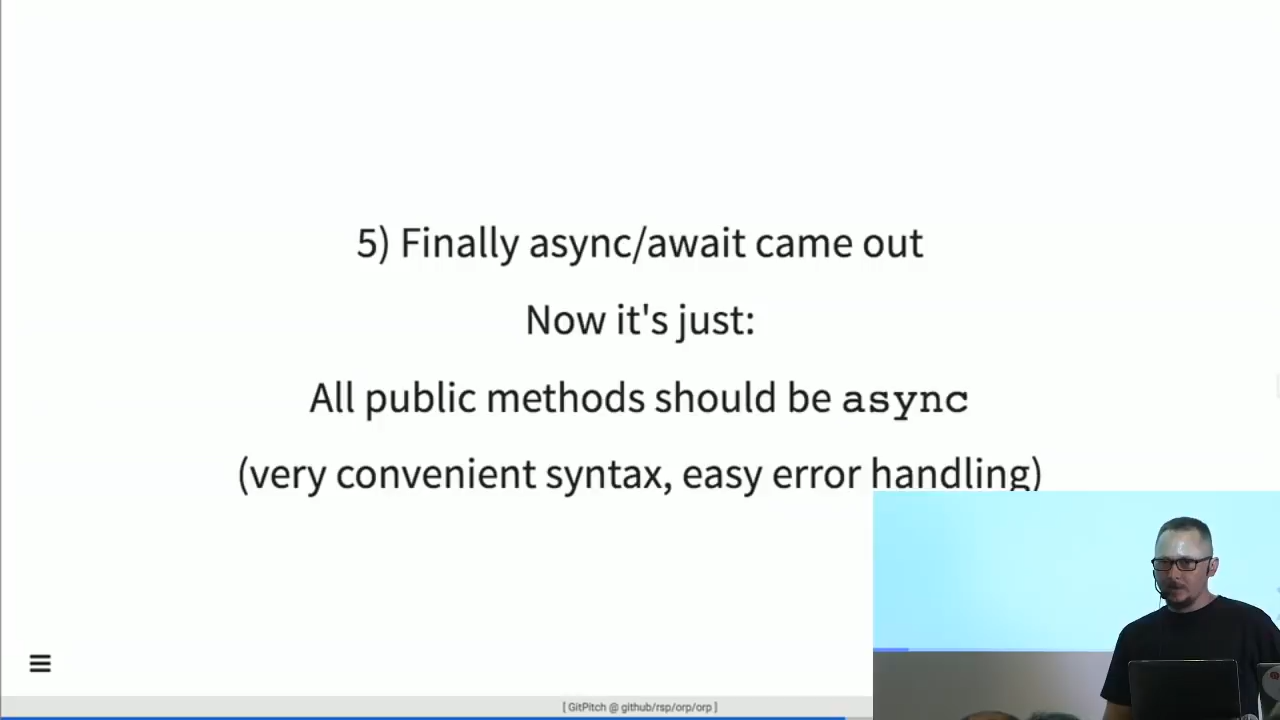 5) Finally async/await came out
Now it's just:
All public methods should be async
(very convenient syntax, easy error handling)
[ GitPitch @ github/rsp/orp/orp ]